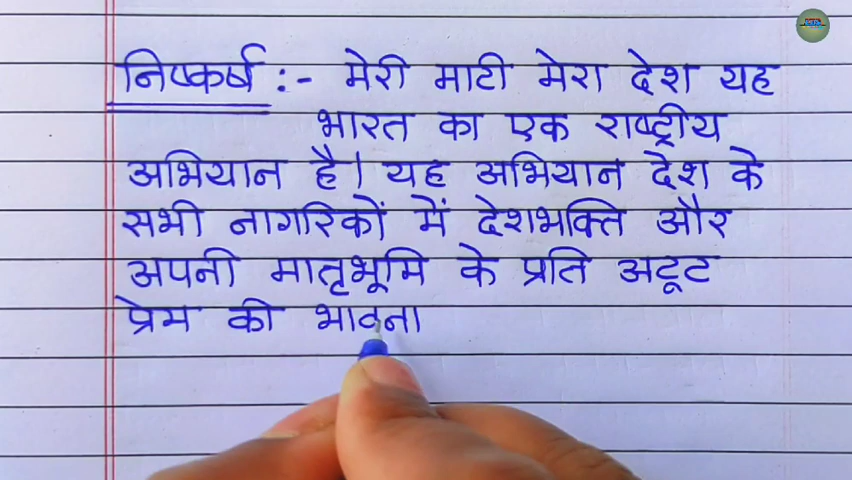 निष्कर्ष :- मेरी माटी मेरा देश यह
भारत का एक राष्ट्रीय
अभियान है। यह अभियान देश के
सभी नागरिकों में देशभक्ति और
अपनी मातृभूमि के प्रति अटूट
प्रेम की भावना